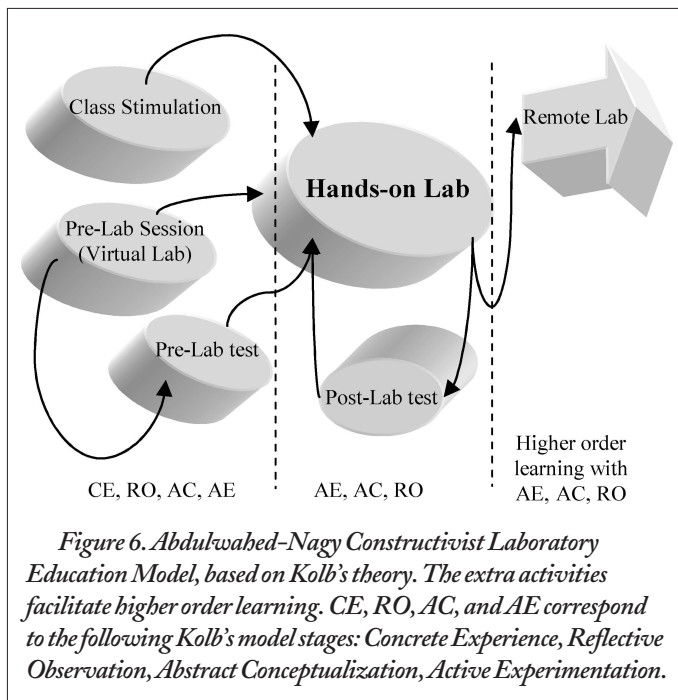 Class Stimulation
Remote Lab
Hands-on Lab
Pre-Lab Session
(Virtual Lab)
Pre-Lab test
Post-Lab test
CE, RO, AC, AE
AE, AC, RO
Higher order
learning with
AE, AC, RO
Figure 6. Abdulwahed-Nagy Constructivist Laboratory
Education Model, based on Kolb's theory. The extra activities
facilitate higher order learning. CE, RO, AC, and AE correspond
to the following Kolb's model stages: Concrete Experience, Reflective
Observation, Abstract Conceptualization, Active Experimentation.